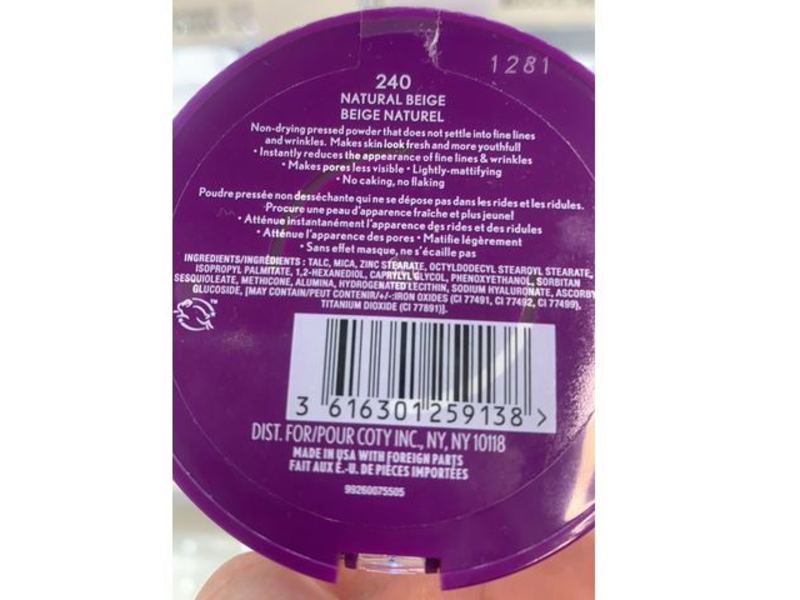 1281
240
NATURAL BEIGE
BEIGE NATUREL
Non-drying pressed powder that does not settle into fine lines
and wrinkles. Makes skin look fresh and more youthful!
• Instantly reduces the appearance of fine lines & wrinkles
• Makes pores less visible • Lightly-mattifying
• No caking, no flaking
Poudre pressée non desséchante qui ne se dépose pas dans les rides et les ridules.
Procure une peau d'apparence fraîche et plus jeune!
• Atténue instantanément l'apparence des rides et des ridules
• Atténue l'apparence des pores • Matifie légèrement
• Sans effet masque, ne s'écaille pas
INGREDIENTS/INGRÉDIENTS : TALC, MICA, ZINC STEARATE, OCTYLDODECYL STEAROYL STEARATE,
ISOPROPYL PALMITATE, 1,2-HEXANEDIOL, CAPRYLYL GLYCOL, PHENOXYETHANOL, SORBITAN
SESQUIOLEATE, METHICONE, ALUMINA, HYDROGENATED LECITHIN, SODIUM HYALURONATE, ASCORBY
GLUCOSIDE, [MAY CONTAIN/PEUT CONTENIR/+/-:IRON OXIDES (CI 77491, CI 77492, CI 77499),
TITANIUM DIOXIDE (CI 77891)].
3 616301 259138 >
DIST. FOR/POUR COTY INC., NY, NY 10118
MADE IN USA WITH FOREIGN PARTS
FAIT AUX É.-U. DE PIÈCES IMPORTÉES
99260075505